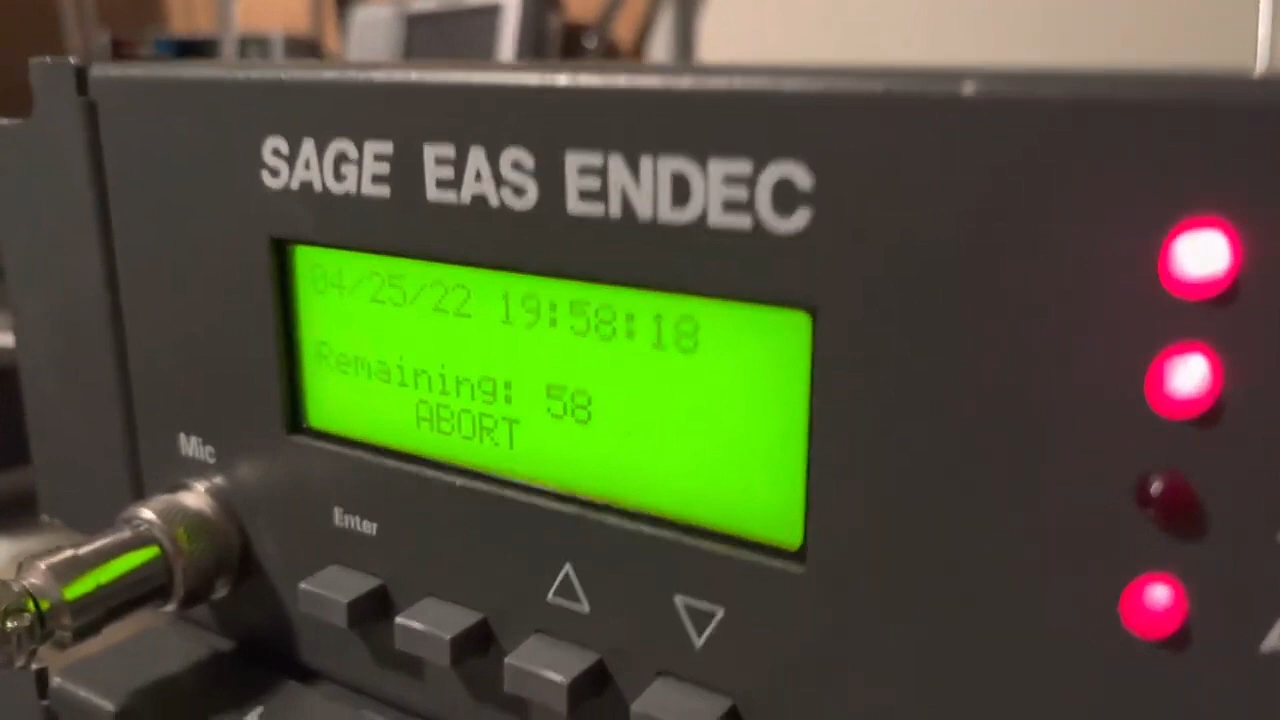 SAGE EAS ENDEC
04/25/22 19:58:18
Remaining: 58
ABORT
Mic
Enter